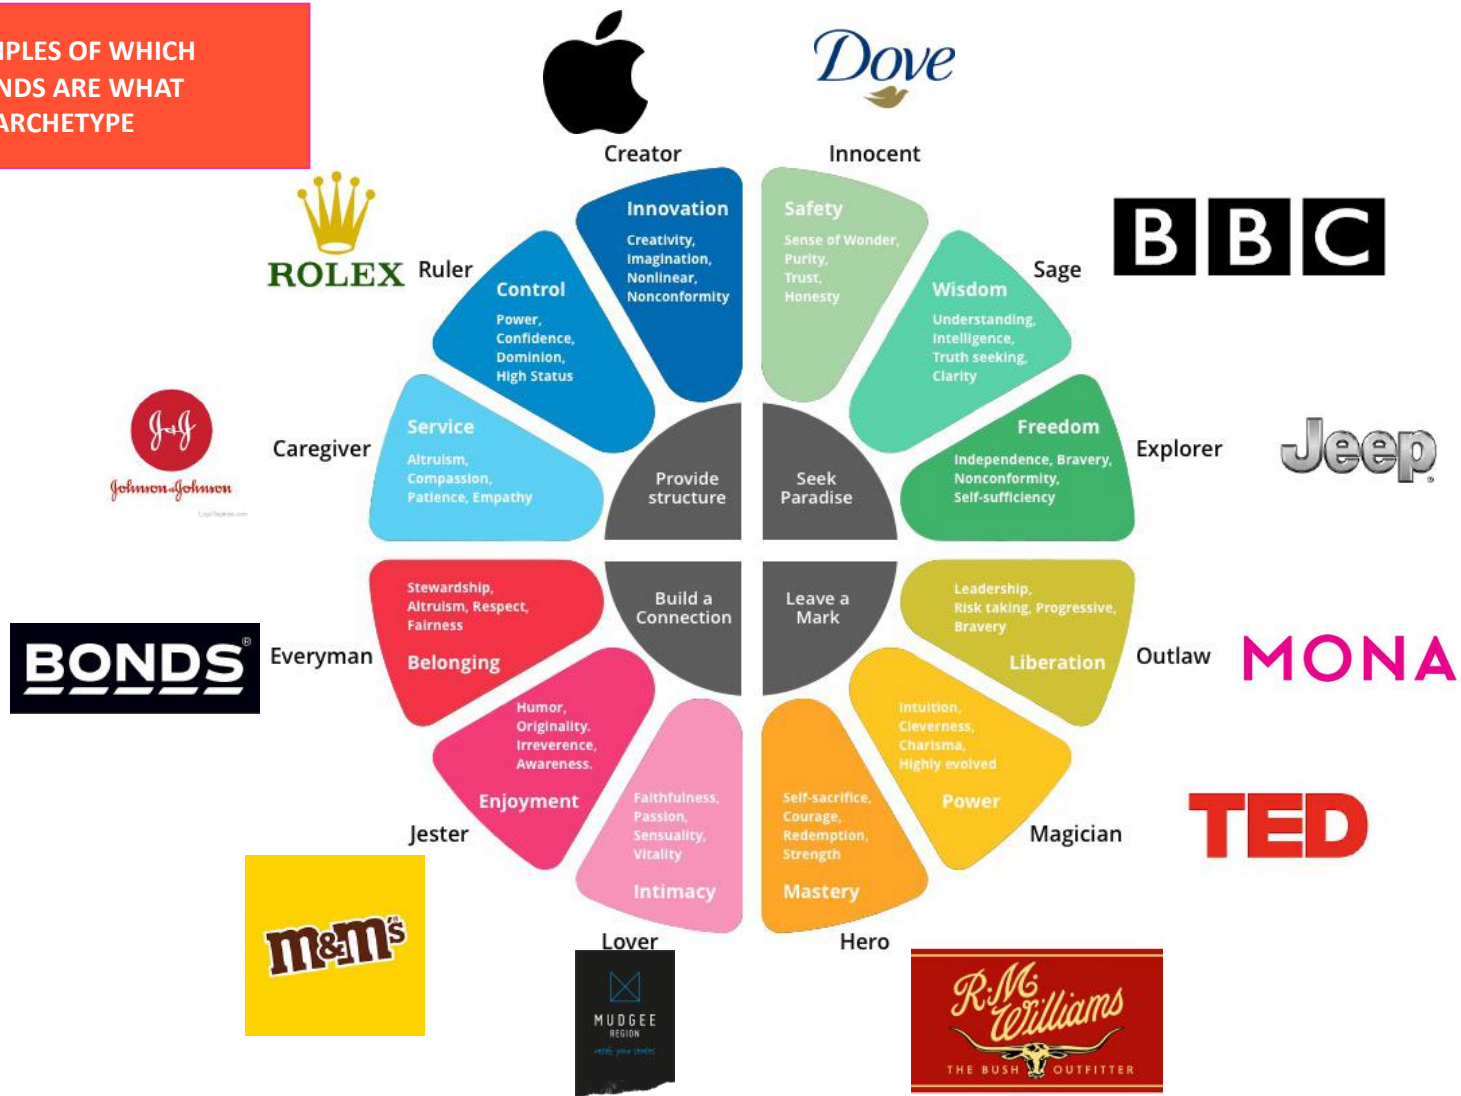 IPLES OF WHICH
NDS ARE WHAT
ARCHETYPE
Dove
Creator
Innocent
ROLEX
Ruler
Innovation
Creativity,
Imagination,
Nonlinear,
Nonconformity
Safety
Sense of Wonder,
Purity,
Trust,
Honesty
BBC
Sage
Control
Power,
Confidence,
Dominion,
High Status
Wisdom
Understanding,
Intelligence,
Truth seeking,
Clarity
J&J
Johnson & Johnson
Caregiver
Service
Altruism,
Compassion,
Patience, Empathy
Provide
structure
Seek
Paradise
Freedom
Independence, Bravery,
Nonconformity,
Self-sufficiency
Explorer
Jeep
BONDS®
Everyman
Stewardship,
Altruism, Respect,
Fairness
Belonging
Build a
Connection
Leave a
Mark
Leadership,
Risk taking, Progressive,
Bravery
Liberation
Outlaw
MONA
Humor,
Originality.
Irreverence,
Awareness.
Enjoyment
Jester
Faithfulness,
Passion,
Sensuality,
Vitality
Intimacy
Self-sacrifice,
Courage,
Redemption,
Strength
Mastery
Intuition,
Cleverness,
Charisma,
Highly evolved
Power
Magician
TED
m&m's
Lover
Hero
MUDGEE
REGION
R.M.
Williams
THE BUSH OUTFITTER